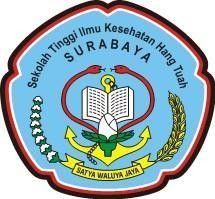 Sekolah Tinggi Ilmu Kesehatan Hang Tuah
SURABAYA
SATYA WALUYA JAYA